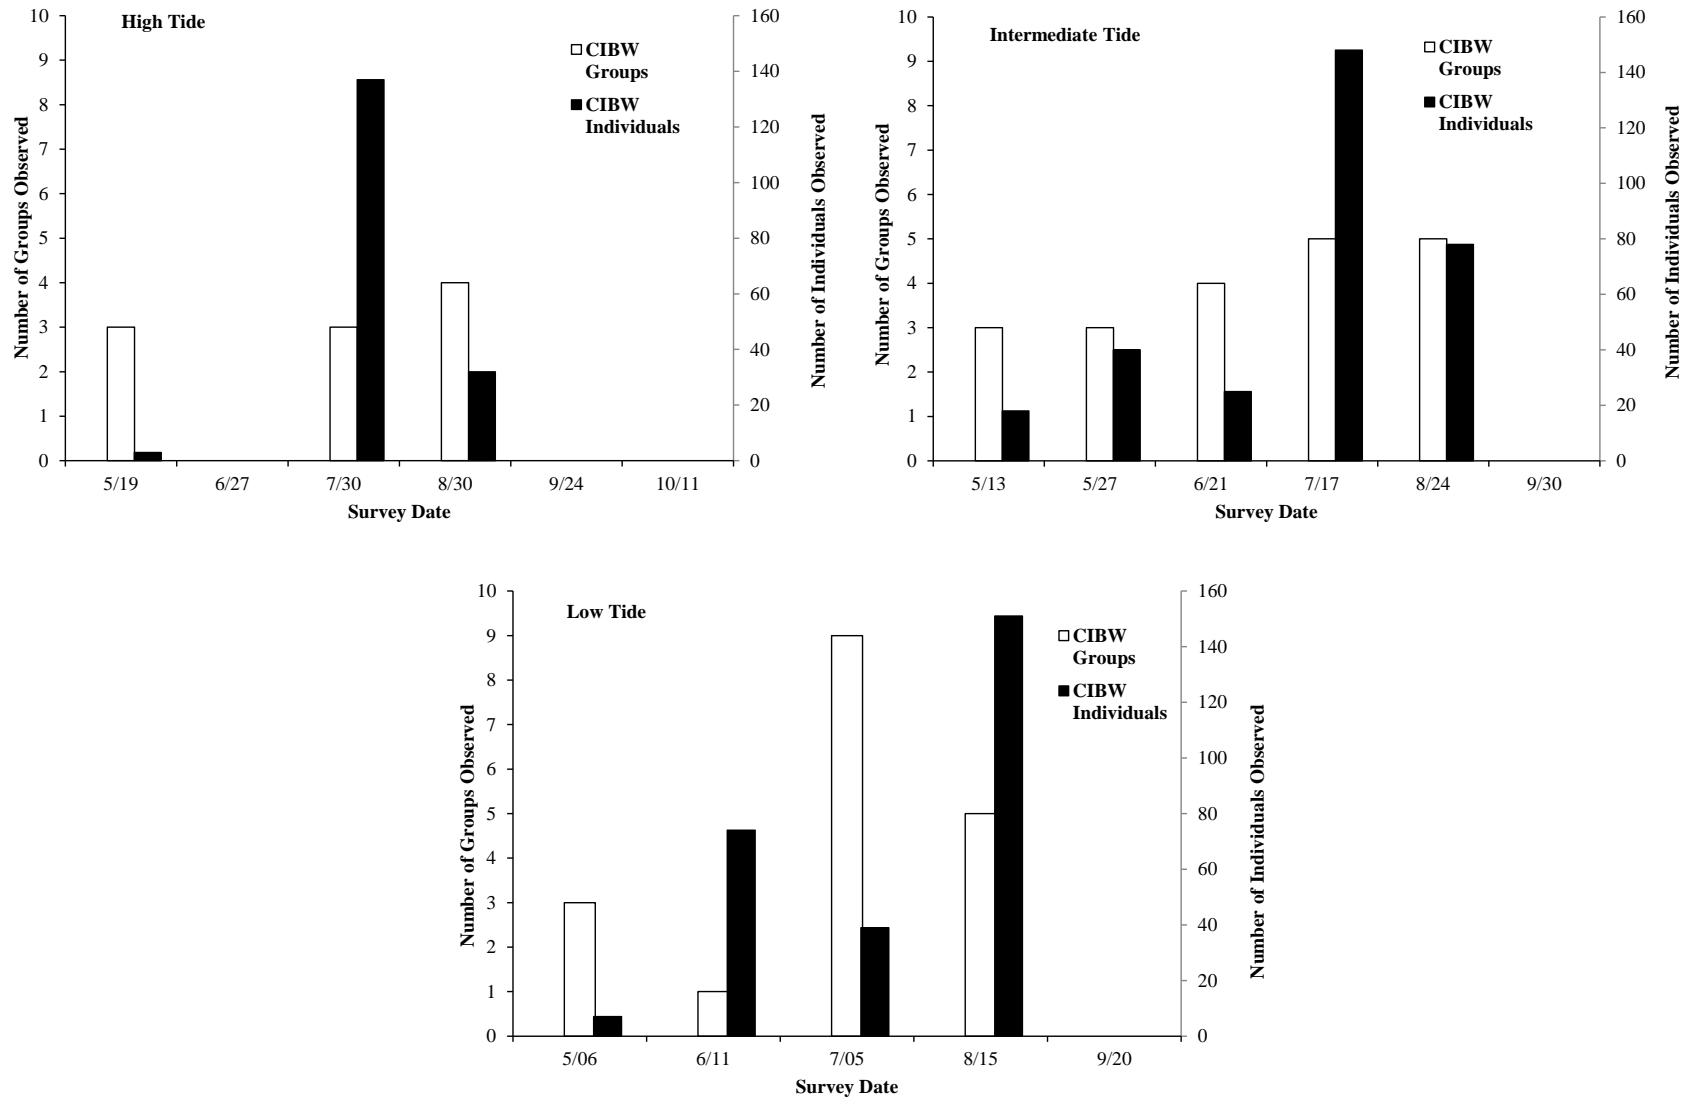 High Tide
CIBW
Groups
CIBW
Individuals
Number of Groups Observed
10
9
8
7
6
5
4
3
2
1
0
160
140
120
100
80
60
40
20
0
Number of Individuals Observed
5/19 6/27 7/30 8/30 9/24 10/11
Survey Date
Intermediate Tide
CIBW
Groups
CIBW
Individuals
Number of Groups Observed
10
9
8
7
6
5
4
3
2
1
0
160
140
120
100
80
60
40
20
0
Number of Individuals Observed
5/13 5/27 6/21 7/17 8/24 9/30
Survey Date
Low Tide
CIBW
Groups
CIBW
Individuals
Number of Groups Observed
10
9
8
7
6
5
4
3
2
1
0
160
140
120
100
80
60
40
20
0
Number of Individuals Observed
5/06 6/11 7/05 8/15 9/20
Survey Date